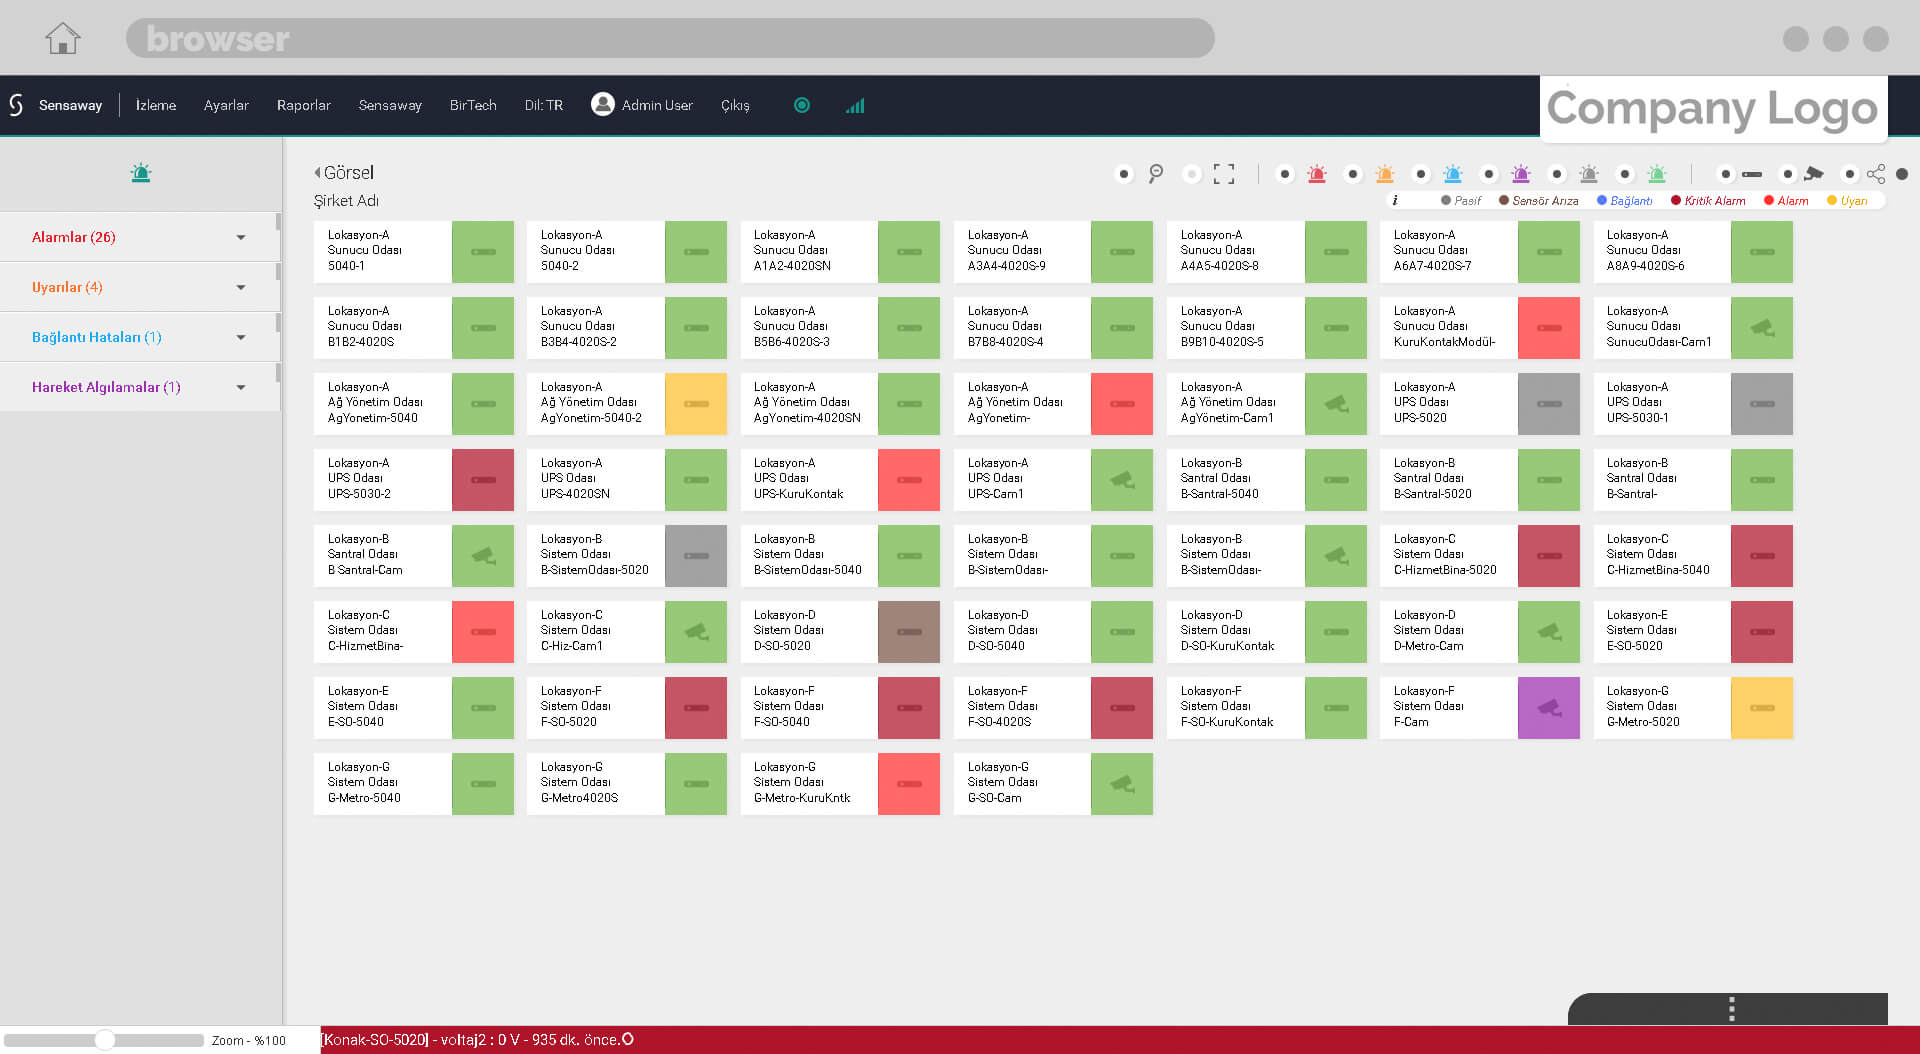 browser
Sensaway
İzleme
Ayarlar
Raporlar
Sensaway
BirTech
Dil: TR
Admin User
Çıkış
Company Logo
Alarmlar (26)
Uyarılar (4)
Bağlantı Hataları (1)
Hareket Algılamalar (1)
Görsel
Şirket Adı
i
Pasif
Sensör Arıza
Bağlantı
Kritik Alarm
Alarm
Uyarı
Lokasyon-A
Sunucu Odası
5040-1
Lokasyon-A
Sunucu Odası
5040-2
Lokasyon-A
Sunucu Odası
A1A2-4020SN
Lokasyon-A
Sunucu Odası
A3A4-4020S-9
Lokasyon-A
Sunucu Odası
A4A5-4020S-8
Lokasyon-A
Sunucu Odası
A6A7-4020S-7
Lokasyon-A
Sunucu Odası
A8A9-4020S-6
Lokasyon-A
Sunucu Odası
B1B2-4020S
Lokasyon-A
Sunucu Odası
B3B4-4020S-2
Lokasyon-A
Sunucu Odası
B5B6-4020S-3
Lokasyon-A
Sunucu Odası
B7B8-4020S-4
Lokasyon-A
Sunucu Odası
B9B10-4020S-5
Lokasyon-A
Sunucu Odası
KuruKontakModül-
Lokasyon-A
Sunucu Odası
SunucuOdası-Cam1
Lokasyon-A
Ağ Yönetim Odası
AgYonetim-5040
Lokasyon-A
Ağ Yönetim Odası
AgYonetim-5040-2
Lokasyon-A
Ağ Yönetim Odası
AgYonetim-4020SN
Lokasyon-A
Ağ Yönetim Odası
AgYonetim-
Lokasyon-A
Ağ Yönetim Odası
AgYönetim-Cam1
Lokasyon-A
UPS Odası
UPS-5020
Lokasyon-A
UPS Odası
UPS-5030-1
Lokasyon-A
UPS Odası
UPS-5030-2
Lokasyon-A
UPS Odası
UPS-4020SN
Lokasyon-A
UPS Odası
UPS-KuruKontak
Lokasyon-A
UPS Odası
UPS-Cam1
Lokasyon-B
Santral Odası
B-Santral-5040
Lokasyon-B
Santral Odası
B-Santral-5020
Lokasyon-B
Santral Odası
B-Santral-
Lokasyon-B
Santral Odası
B Santral-Cam
Lokasyon-B
Sistem Odası
B-SistemOdası-5020
Lokasyon-B
Sistem Odası
B-SistemOdası-5040
Lokasyon-B
Sistem Odası
B-SistemOdası-
Lokasyon-B
Sistem Odası
B-SistemOdası-
Lokasyon-C
Sistem Odası
C-HizmetBina-5020
Lokasyon-C
Sistem Odası
C-HizmetBina-5040
Lokasyon-C
Sistem Odası
C-HizmetBina-
Lokasyon-C
Sistem Odası
C-Hiz-Cam1
Lokasyon-D
Sistem Odası
D-SO-5020
Lokasyon-D
Sistem Odası
D-SO-5040
Lokasyon-D
Sistem Odası
D-SO-KuruKontak
Lokasyon-D
Sistem Odası
D-Metro-Cam
Lokasyon-E
Sistem Odası
E-SO-5020
Lokasyon-E
Sistem Odası
E-SO-5040
Lokasyon-F
Sistem Odası
F-SO-5020
Lokasyon-F
Sistem Odası
F-SO-5040
Lokasyon-F
Sistem Odası
F-SO-4020S
Lokasyon-F
Sistem Odası
F-SO-KuruKontak
Lokasyon-F
Sistem Odası
F-Cam
Lokasyon-G
Sistem Odası
G-Metro-5020
Lokasyon-G
Sistem Odası
G-Metro-5040
Lokasyon-G
Sistem Odası
G-Metro4020S
Lokasyon-G
Sistem Odası
G-Metro-KuruKntk
Lokasyon-G
Sistem Odası
G-SO-Cam
Zoom - %100
[Konak-SO-5020] - voltaj2 : 0 V - 935 dk. önce.